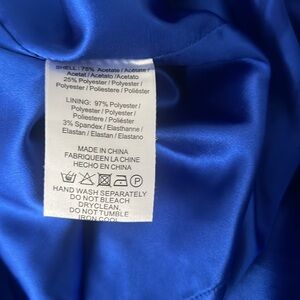 SHELL: 75% Acetate / Acetate /
Acetat / Acetato /Acetato
25% Polyester / Polyester /
Polyester / Poliestere / Poliéster
LINING: 97% Polyester /
Polyester / Polyester /
Poliestere / Poliéster
3% Spandex / Elasthanne /
Elastan / Elastan / Elastano
MADE IN CHINA
FABRIQUEEN LA CHINE
HECHO EN CHINA
HAND WASH SEPARATELY
DO NOT BLEACH
DRYCLEAN,
DO NOT TUMBLE
IRON COOL